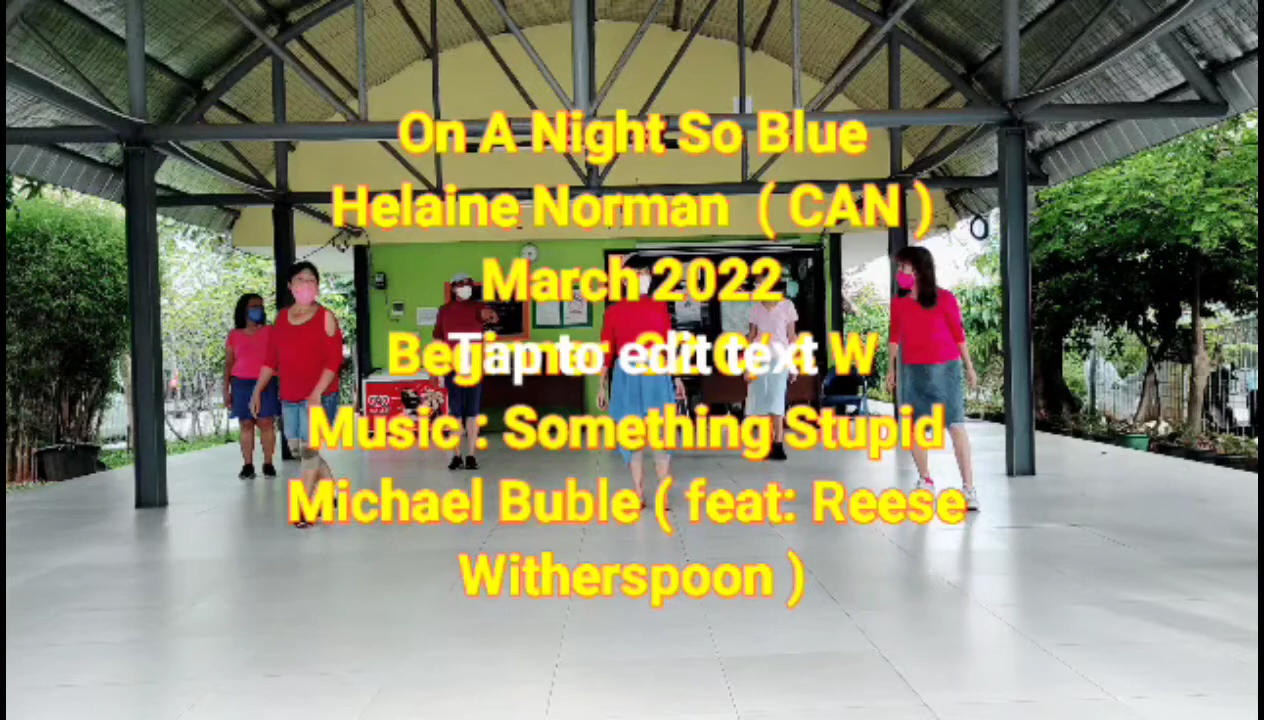 On A Night So Blue
Helaine Norman ( CAN )
March 2022
Beginner W
Tap to edit text
Music : Something Stupid
Michael Buble ( feat: Reese
Witherspoon )